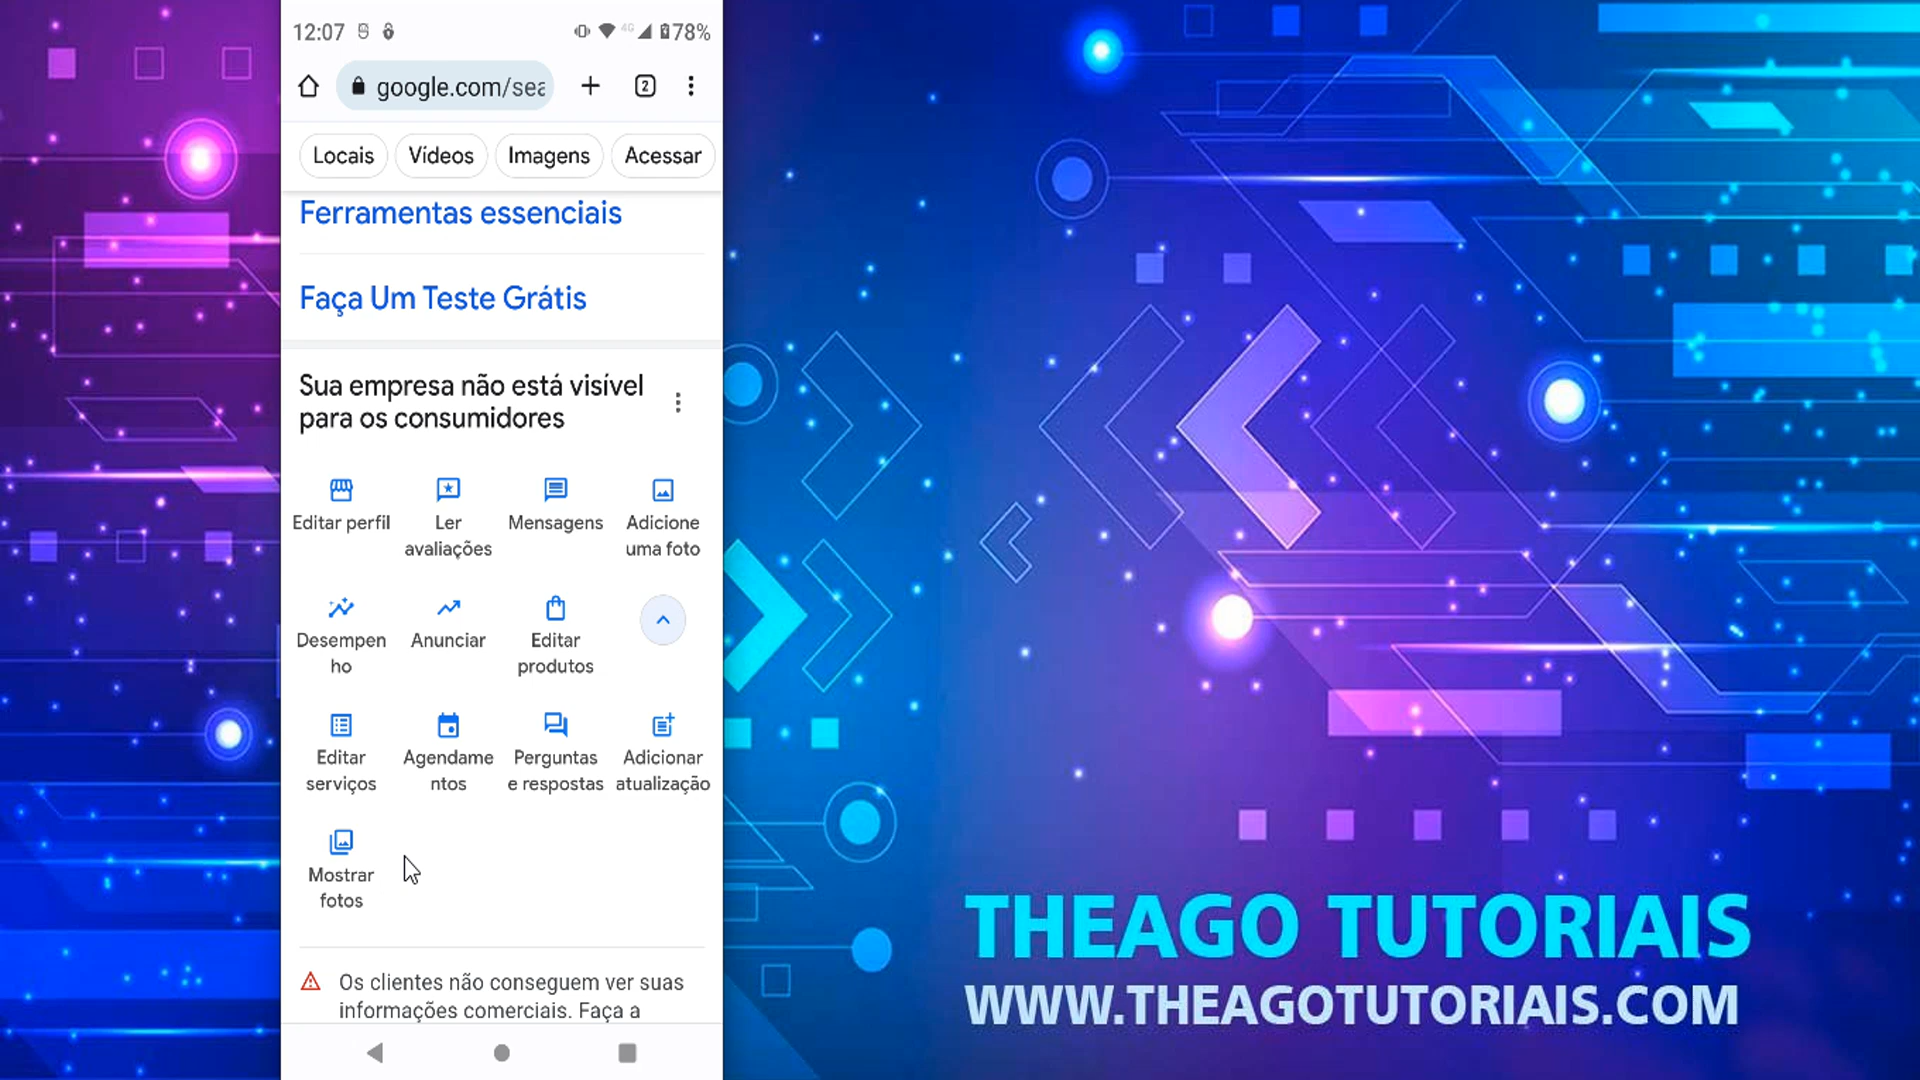 12:07 4G 78%
google.com/sea 2
Locais Vídeos Imagens Acessar
Ferramentas essenciais
Faça Um Teste Grátis
Sua empresa não está visível
para os consumidores
Editar perfil
Ler
avaliações
Mensagens
Adicione
uma foto
Desempen
ho
Anunciar
Editar
produtos
Editar
serviços
Agendame
ntos
Perguntas
e respostas
Adicionar
atualização
Mostrar
fotos
Os clientes não conseguem ver suas
informações comerciais. Faça a
THEAGO TUTORIAIS
WWW.THEAGOTUTORIAIS.COM